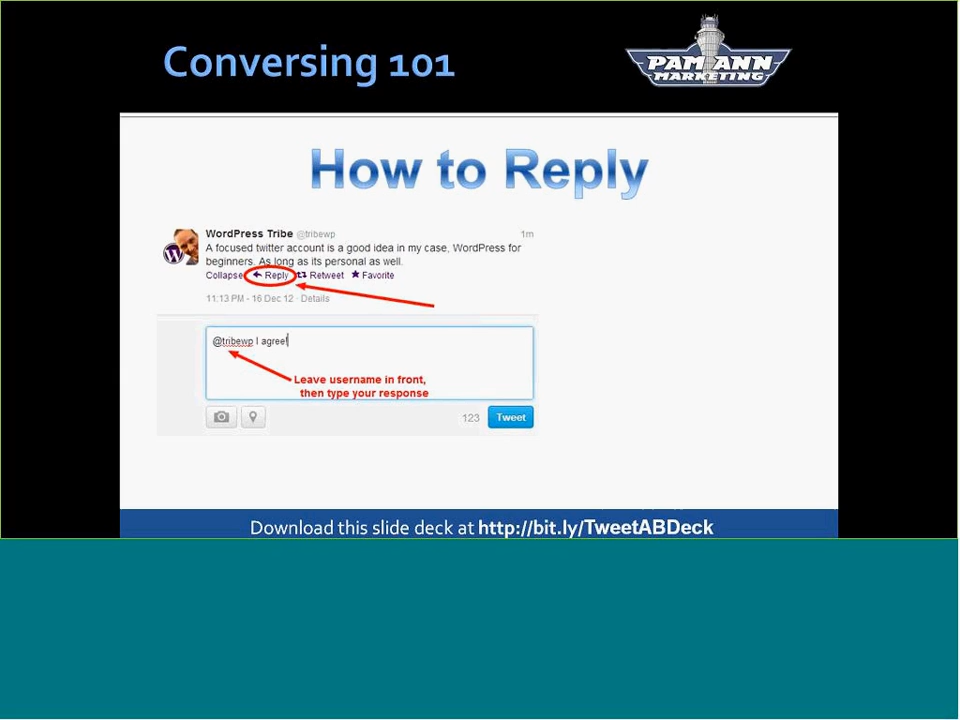 Conversing 101
PAM ANN
MARKETING
How to Reply
WordPress Tribe @tribewp 1m
A focused twitter account is a good idea in my case, WordPress for
beginners. As long as its personal as well.
Collapse Reply Retweet Favorite
11:13 PM - 16 Dec 12 · Details
@tribewp I agree!
Leave username in front,
then type your response
123 Tweet
Download this slide deck at http://bit.ly/TweetABDeck